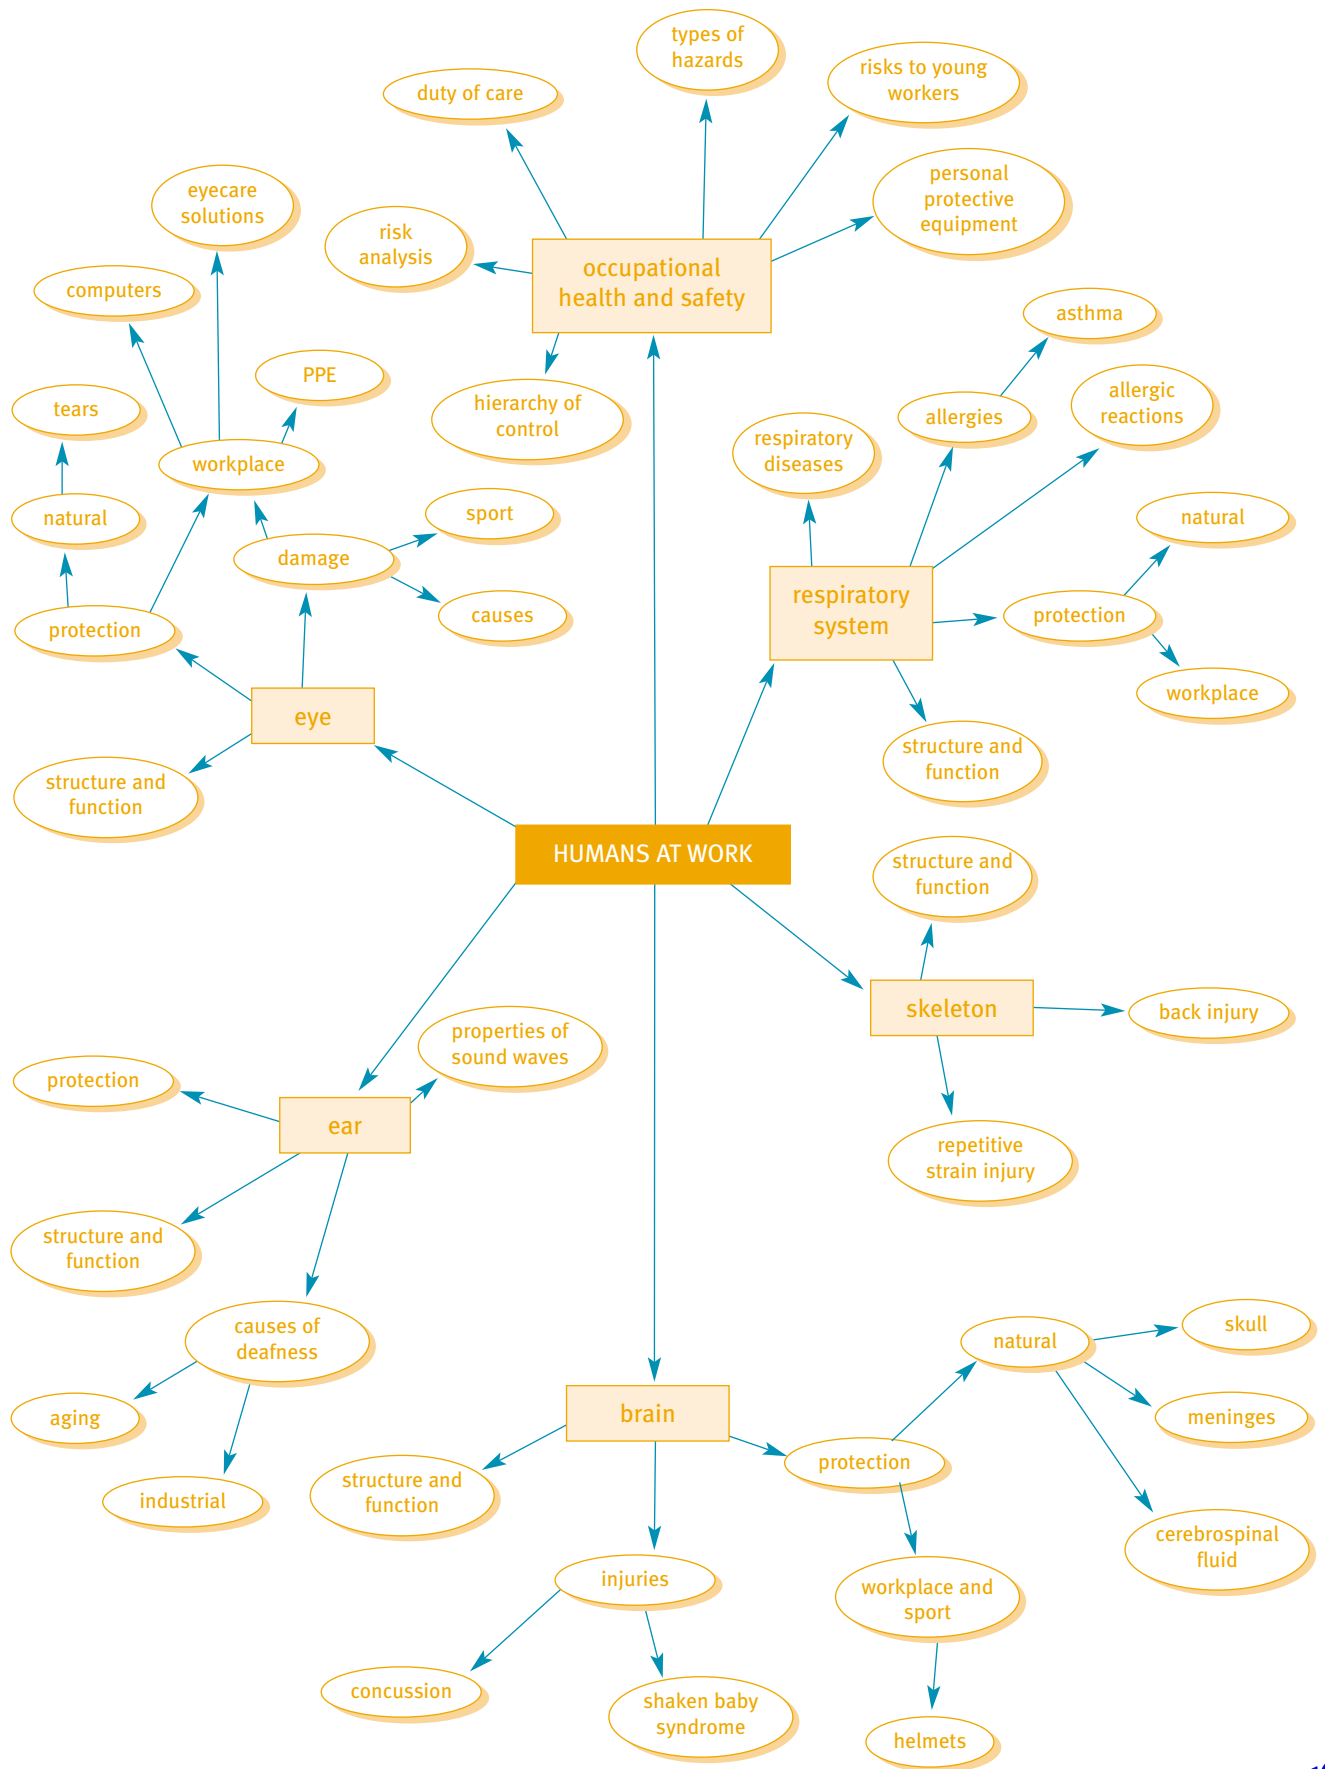 types of
hazards
risks to young
workers
duty of care
personal
protective
equipment
eyecare
solutions
risk
analysis
occupational
health and safety
computers
asthma
PPE
hierarchy of
control
allergies
allergic
reactions
tears
respiratory
diseases
workplace
natural
sport
natural
damage
causes
protection
respiratory
system
protection
workplace
eye
structure and
function
structure and
function
HUMANS AT WORK
structure and
function
skeleton
back injury
properties of
sound waves
protection
ear
repetitive
strain injury
structure and
function
causes of
deafness
natural
skull
aging
brain
meninges
protection
structure and
function
industrial
cerebrospinal
fluid
injuries
workplace and
sport
concussion
shaken baby
syndrome
helmets